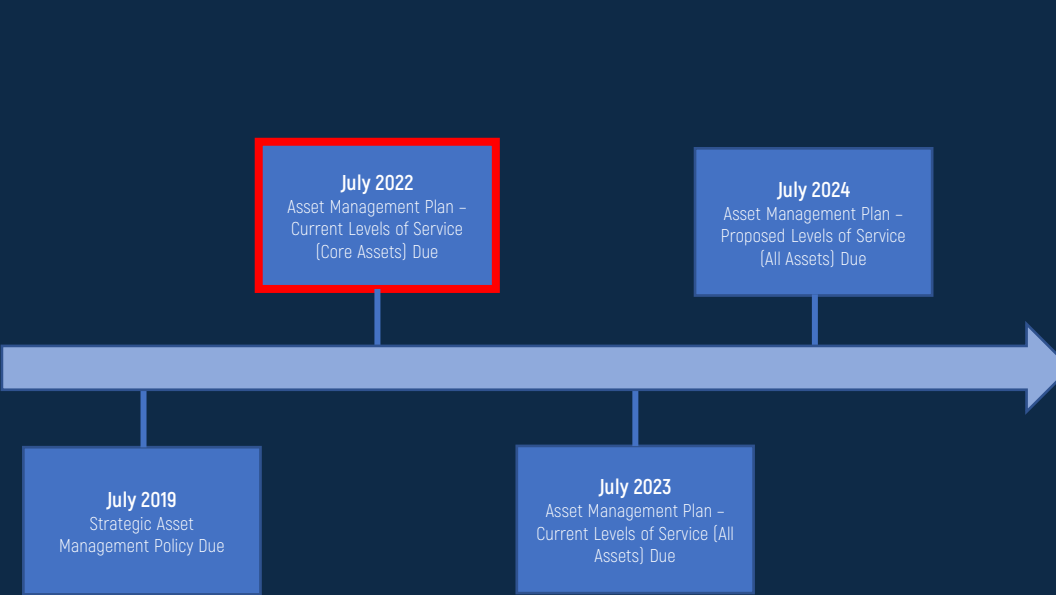 July 2022
Asset Management Plan –
Current Levels of Service
(Core Assets) Due
July 2024
Asset Management Plan –
Proposed Levels of Service
(All Assets) Due
July 2019
Strategic Asset
Management Policy Due
July 2023
Asset Management Plan –
Current Levels of Service (All
Assets) Due